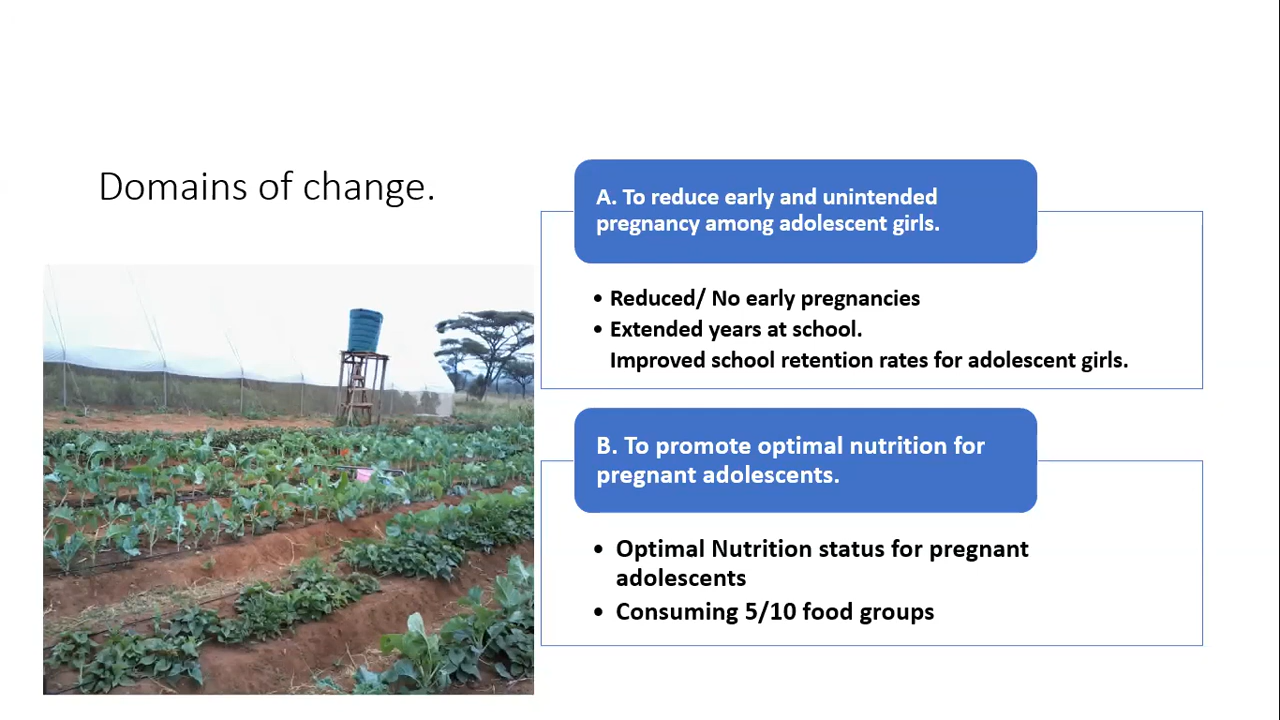 Domains of change.
A. To reduce early and unintended
pregnancy among adolescent girls.
• Reduced/ No early pregnancies
• Extended years at school.
Improved school retention rates for adolescent girls.
B. To promote optimal nutrition for
pregnant adolescents.
• Optimal Nutrition status for pregnant
adolescents
• Consuming 5/10 food groups